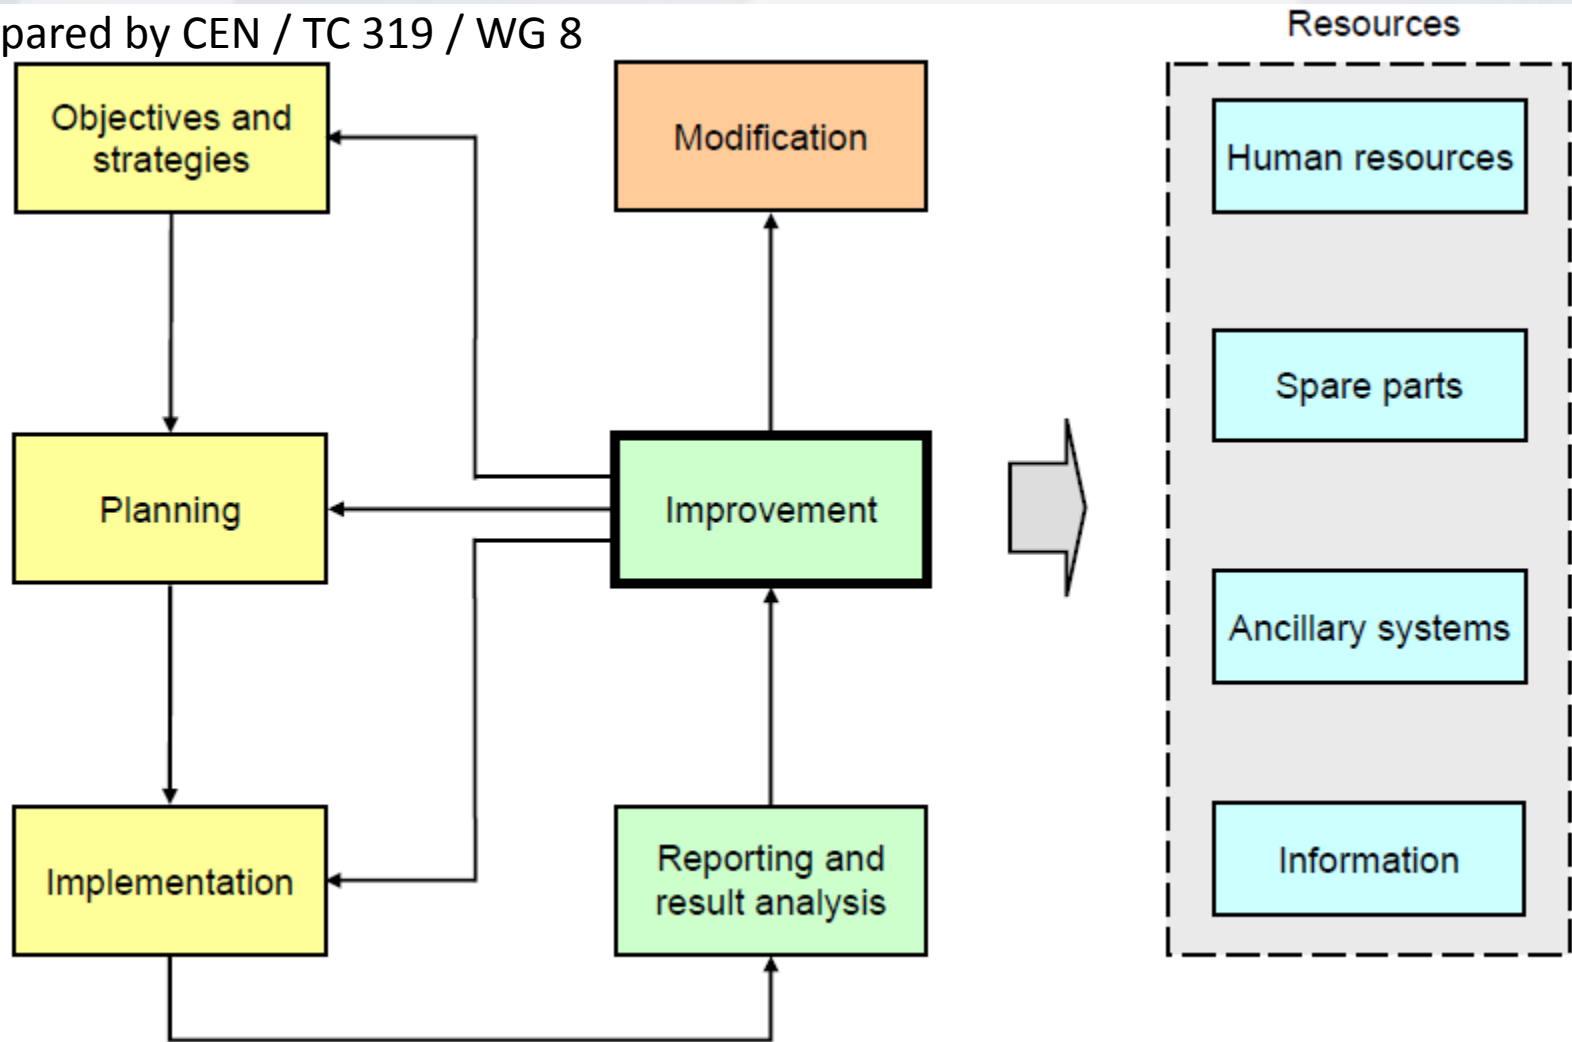 pared by CEN / TC 319 / WG 8
Resources
Objectives and
strategies
Modification
Human resources
Spare parts
Planning
Improvement
Ancillary systems
Implementation
Reporting and
result analysis
Information